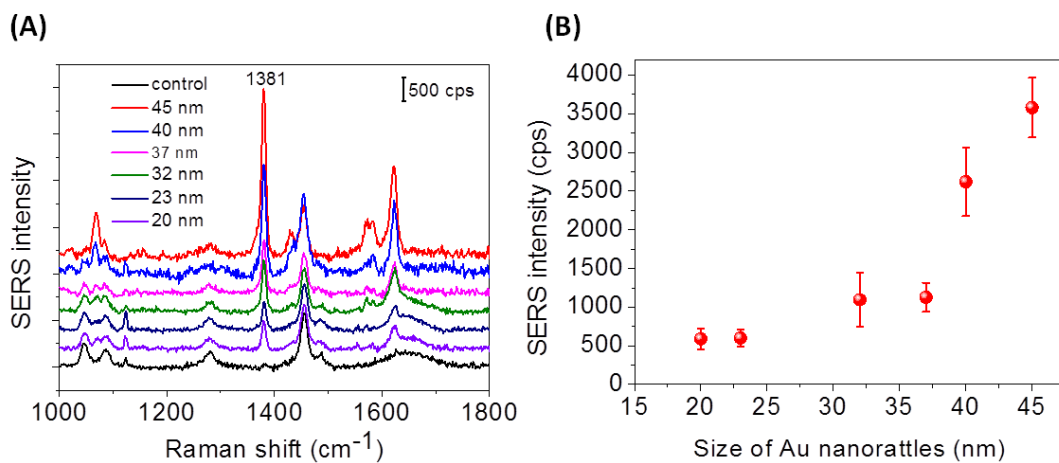 (A)
control
45 nm
40 nm
37 nm
32 nm
23 nm
20 nm
1381
500 cps
SERS intensity
1000 1200 1400 1600 1800
Raman shift (cm-1)
(B)
4000
3500
3000
2500
2000
1500
1000
500
0
SERS intensity (cps)
15 20 25 30 35 40 45
Size of Au nanorattles (nm)